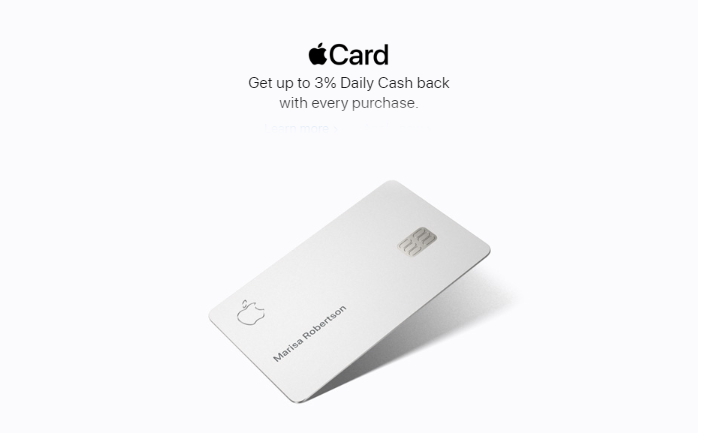 Card
Get up to 3% Daily Cash back
with every purchase.
Marisa Robertson